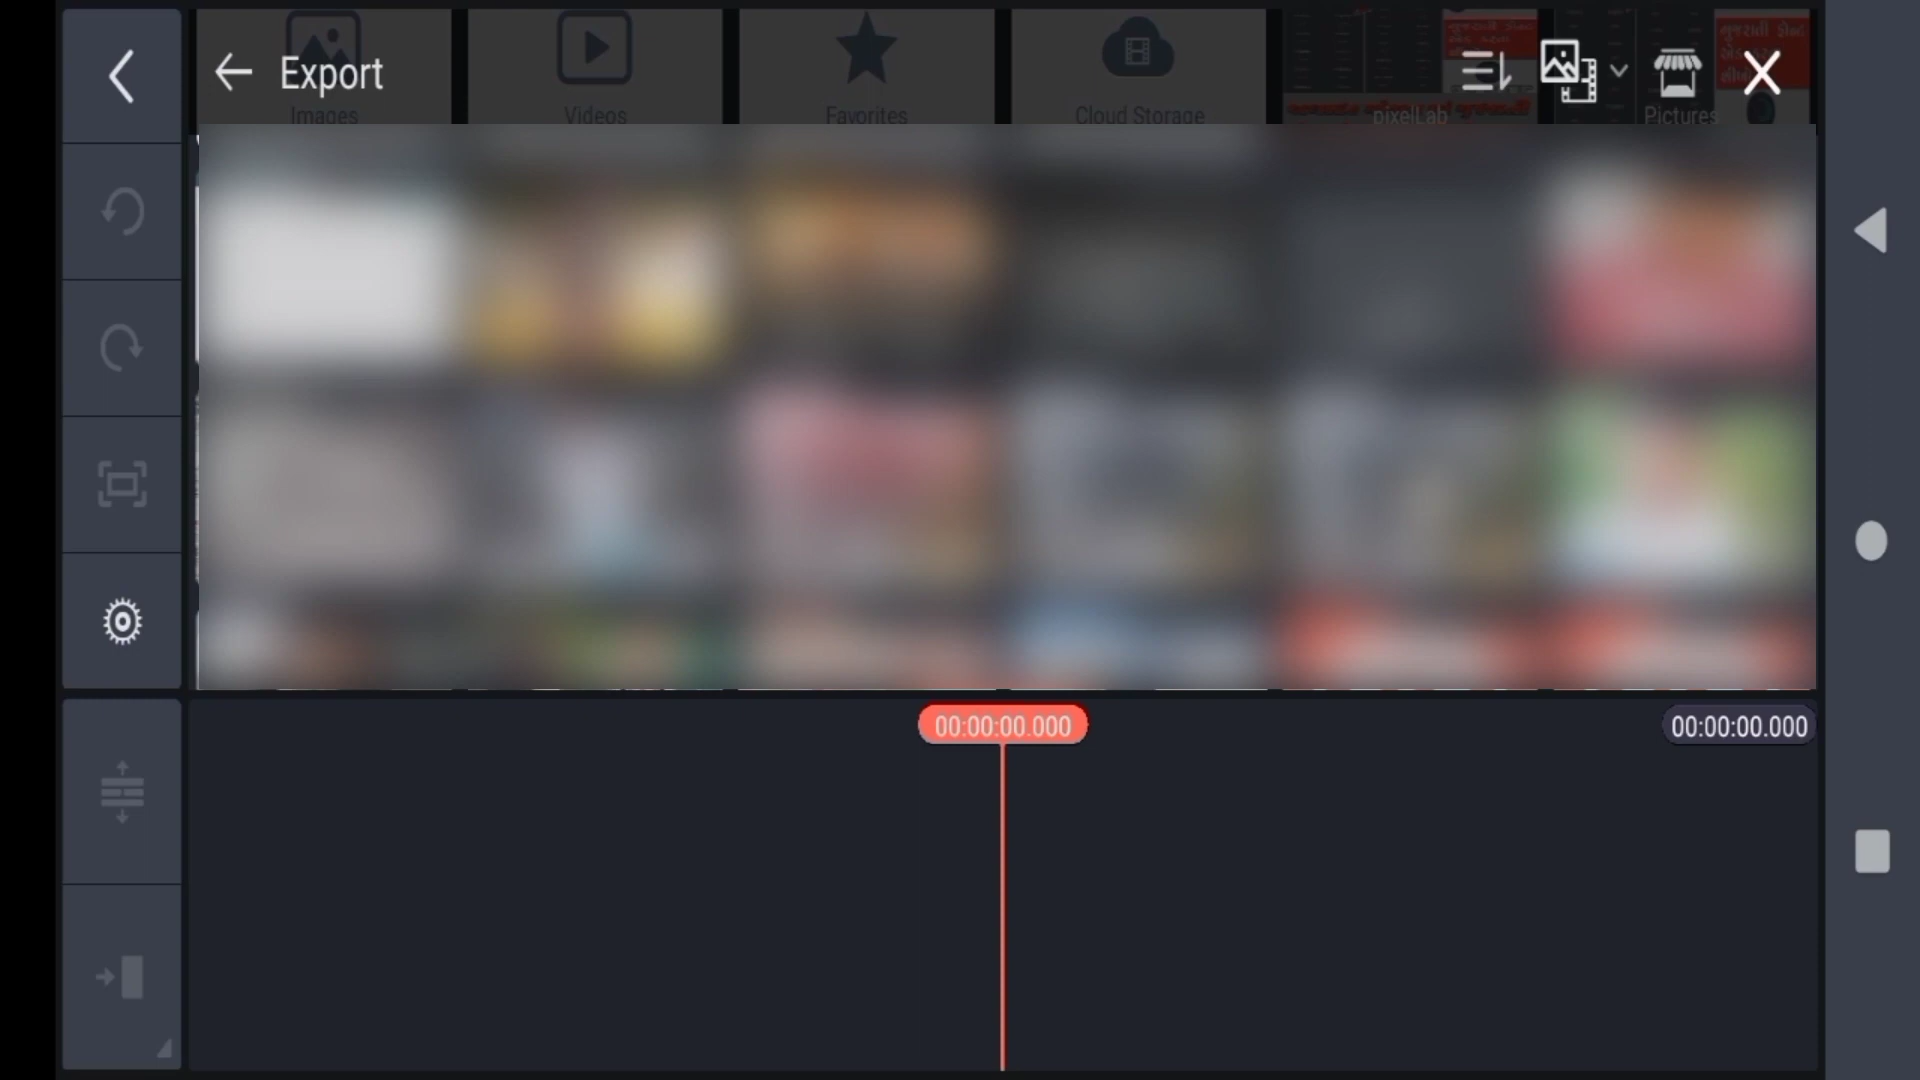 Export
Images
Videos
Favorites
Cloud Storage
pixelLab
Pictures
00:00:00.000
00:00:00.000